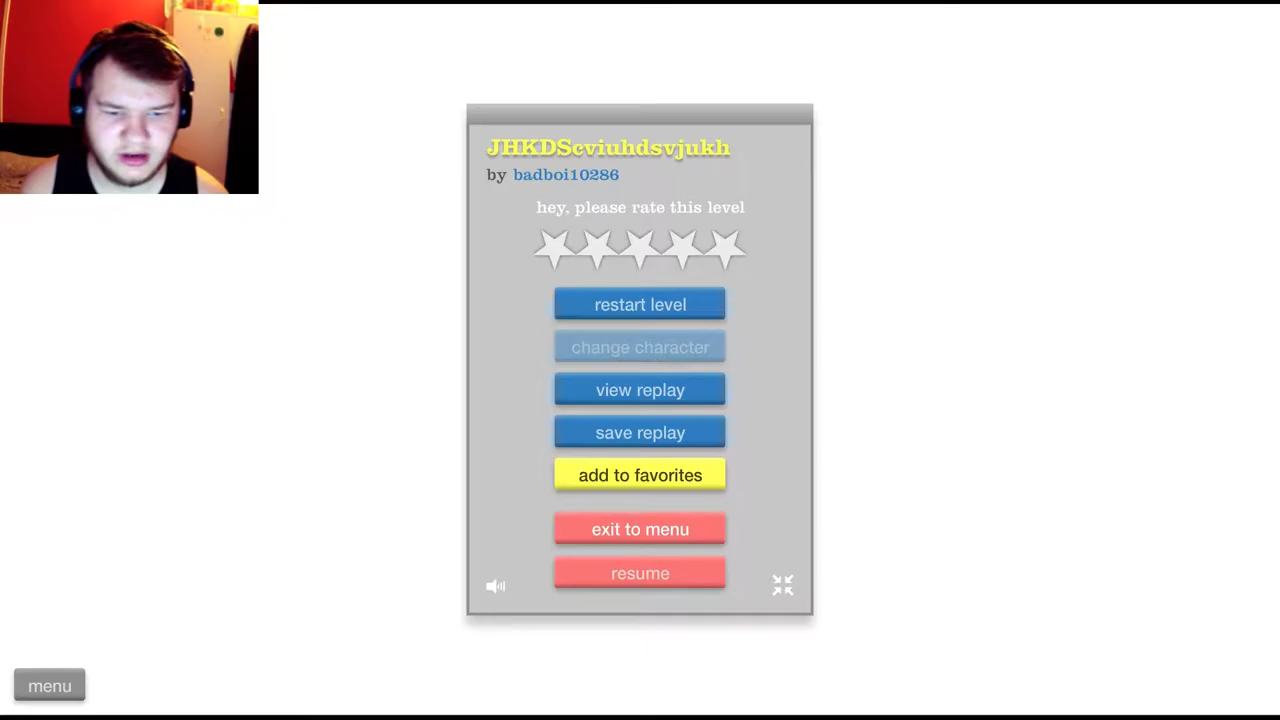 JHKDScviuhdsvjukh
by badboi10286
hey, please rate this level
restart level
change character
view replay
save replay
add to favorites
exit to menu
resume
menu